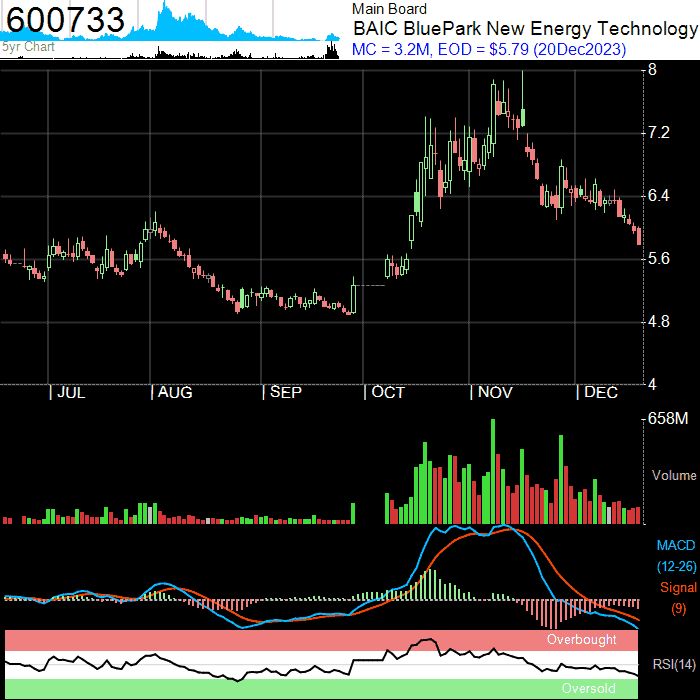 600733
5yr Chart
Main Board
BAIC BluePark New Energy Technology
MC = 3.2M, EOD = $5.79 (20Dec2023)
8
7.2
6.4
5.6
4.8
4
| JUL | AUG | SEP | OCT | NOV | DEC
658M
Volume
MACD
(12-26)
Signal
(9)
Overbought
RSI(14)
Oversold